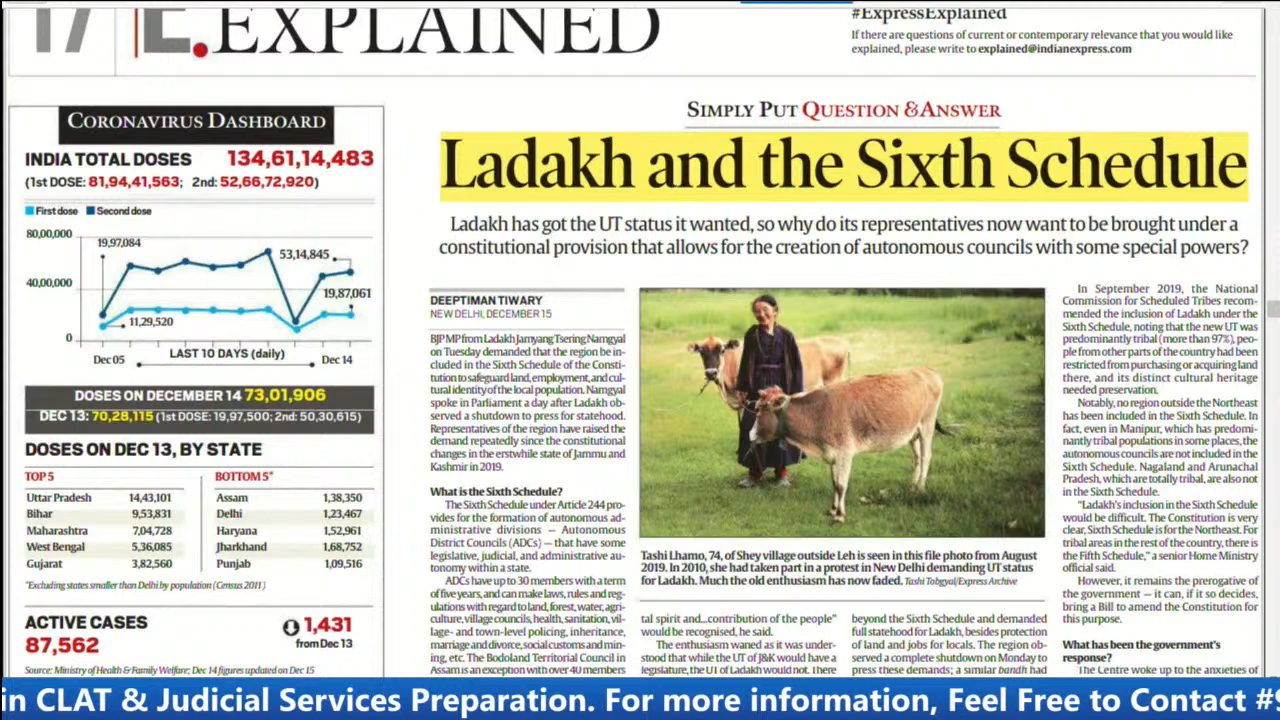 17 E.EXPLAINED
#ExpressExplained
If there are questions of current or contemporary relevance that you would like
explained, please write to explained@indianexpress.com
CORONAVIRUS DASHBOARD
INDIA TOTAL DOSES 134,61,14,483
(1st DOSE: 81,94,41,563; 2nd: 52,66,72,920)
First dose Second dose
80,00,000
19,97,084
53,14,845
40,00,000
19,87,061
11,29,520
0
Dec 05 LAST 10 DAYS (daily) Dec 14
DOSES ON DECEMBER 14 73,01,906
DEC 13: 70,28,115 (1st DOSE: 19,97,500; 2nd: 50,30,615)
DOSES ON DEC 13, BY STATE
TOP 5 BOTTOM 5*
Uttar Pradesh 14,43,101 Assam 1,38,350
Bihar 9,53,831 Delhi 1,23,467
Maharashtra 7,04,728 Haryana 1,52,961
West Bengal 5,36,085 Jharkhand 1,68,752
Gujarat 3,82,560 Punjab 1,09,516
*Excluding states smaller than Delhi by population (Census 2011)
ACTIVE CASES
87,562
1,431
from Dec 13
Source: Ministry of Health & Family Welfare; Dec 14 figures updated on Dec 15
SIMPLY PUT QUESTION & ANSWER
Ladakh and the Sixth Schedule
Ladakh has got the UT status it wanted, so why do its representatives now want to be brought under a
constitutional provision that allows for the creation of autonomous councils with some special powers?
DEEPTIMAN TIWARY
NEW DELHI, DECEMBER 15
BJP MP from Ladakh Jamyang Tsering Namgyal
on Tuesday demanded that the region be in-
cluded in the Sixth Schedule of the Consti-
tution to safeguard land, employment, and cul-
tural identity of the local population. Namgyal
spoke in Parliament a day after Ladakh ob-
served a shutdown to press for statehood.
Representatives of the region have raised the
demand repeatedly since the constitutional
changes in the erstwhile state of Jammu and
Kashmir in 2019.
What is the Sixth Schedule?
The Sixth Schedule under Article 244 pro-
vides for the formation of autonomous ad-
ministrative divisions — Autonomous
District Councils (ADCs) — that have some
legislative, judicial, and administrative au-
tonomy within a state.
ADCs have up to 30 members with a term
of five years, and can make laws, rules and reg-
ulations with regard to land, forest, water, agri-
culture, village councils, health, sanitation, vil-
lage- and town-level policing, inheritance,
marriage and divorce, social customs and min-
ing, etc. The Bodoland Territorial Council in
Assam is an exception with over 40 members
Tashi Lhamo, 74, of Shey village outside Leh is seen in this file photo from August
2019. In 2010, she had taken part in a protest in New Delhi demanding UT status
for Ladakh. Much the old enthusiasm has now faded. Tashi Tobgyal/Express Archive
tal spirit and...contribution of the people"
would be recognised, he said.
The enthusiasm waned as it was under-
stood that while the UT of J&K would have a
legislature, the UT of Ladakh would not. There
beyond the Sixth Schedule and demanded
full statehood for Ladakh, besides protection
of land and jobs for locals. The region ob-
served a complete shutdown on Monday to
press these demands; a similar bandh had
In September 2019, the National
Commission for Scheduled Tribes recom-
mended the inclusion of Ladakh under the
Sixth Schedule, noting that the new UT was
predominantly tribal (more than 97%), peo-
ple from other parts of the country had been
restricted from purchasing or acquiring land
there, and its distinct cultural heritage
needed preservation.
Notably, no region outside the Northeast
has been included in the Sixth Schedule. In
fact, even in Manipur, which has predomi-
nantly tribal populations in some places, the
autonomous councils are not included in the
Sixth Schedule. Nagaland and Arunachal
Pradesh, which are totally tribal, are also not
in the Sixth Schedule.
"Ladakh's inclusion in the Sixth Schedule
would be difficult. The Constitution is very
clear, Sixth Schedule is for the Northeast. For
tribal areas in the rest of the country, there is
the Fifth Schedule," a senior Home Ministry
official said.
However, it remains the prerogative of
the government — it can, if it so decides,
bring a Bill to amend the Constitution for
this purpose.
What has been the government's
response?
The Centre woke up to the anxieties of
in CLAT & Judicial Services Preparation. For more information, Feel Free to Contact #